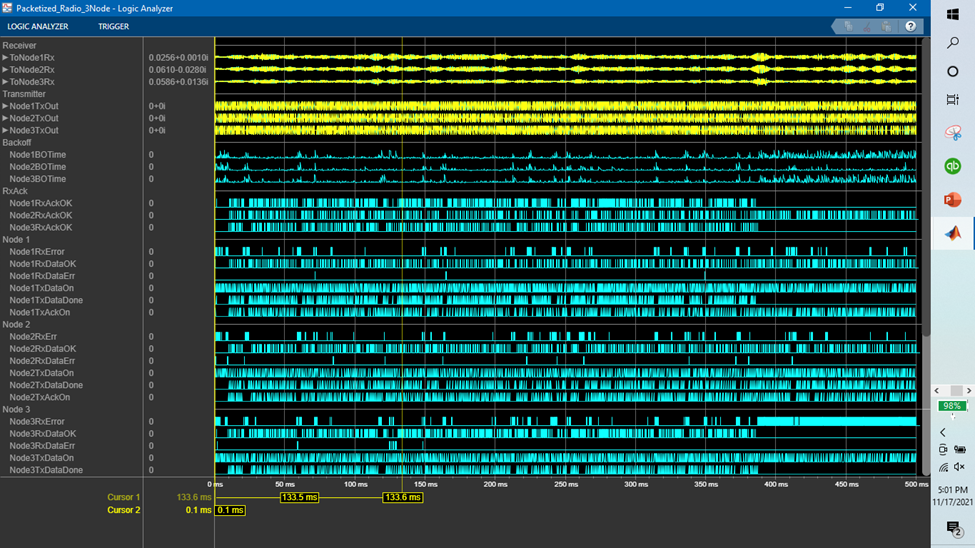 Packetized_Radio_3Node - Logic Analyzer
LOGIC ANALYZER TRIGGER
Receiver
ToNode1Rx 0.0256+0.0010i
ToNode2Rx 0.0610-0.0280i
ToNode3Rx 0.0586+0.0136i
Transmitter
Node1TxOut 0+0i
Node2TxOut 0+0i
Node3TxOut 0+0i
Backoff
Node1BOTime 0
Node2BOTime 0
Node3BOTime 0
RxAck
Node1RxAckOK 0
Node2RxAckOK 0
Node3RxAckOK 0
Node 1
Node1RxError 0
Node1RxDataOK 0
Node1RxDataErr 0
Node1TxDataOn 0
Node1TxDataDone 0
Node1TxAckOn 0
Node 2
Node2RxErr 0
Node2RxDataOK 0
Node2RxDataErr 0
Node2TxDataOn 0
Node2TxDataDone 0
Node2TxAckOn 0
Node 3
Node3RxError 0
Node3RxDataOK 0
Node3RxDataErr 0
Node3TxDataOn 0
Node3TxDataDone 0
0 ms 50 ms 100 ms 150 ms 200 ms 250 ms 300 ms 350 ms 400 ms 450 ms 500 ms
Cursor 1 133.6 ms 133.5 ms 133.6 ms
Cursor 2 0.1 ms 0.1 ms
qb
P
98%
5:01 PM
11/17/2021
2